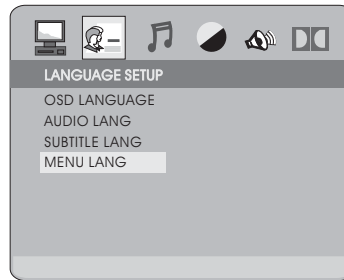 LANGUAGE SETUP
OSD LANGUAGE
AUDIO LANG
SUBTITLE LANG
MENU LANG